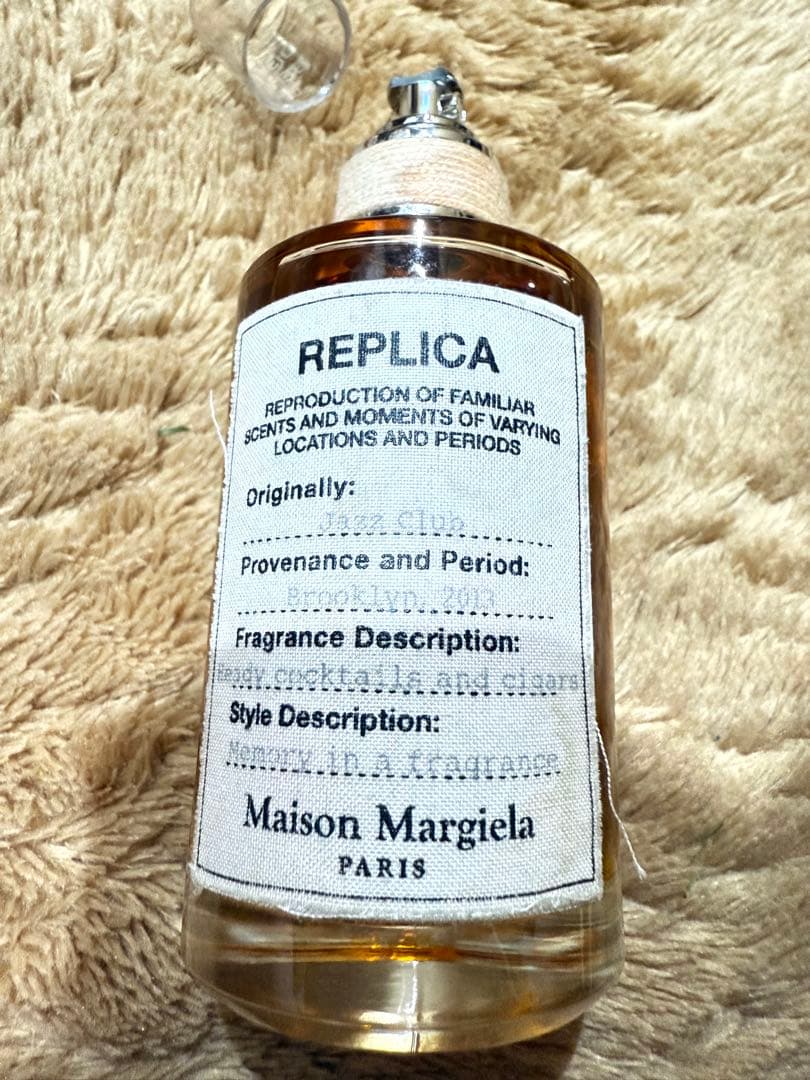 REPLICA
REPRODUCTION OF FAMILIAR
SCENTS AND MOMENTS OF VARYING
LOCATIONS AND PERIODS
Originally:
Jazz Club
Provenance and Period:
Brooklyn, 2013
Fragrance Description:
Heady cocktails and cigars
Style Description:
Memory in a fragrance
Maison Margiela
PARIS